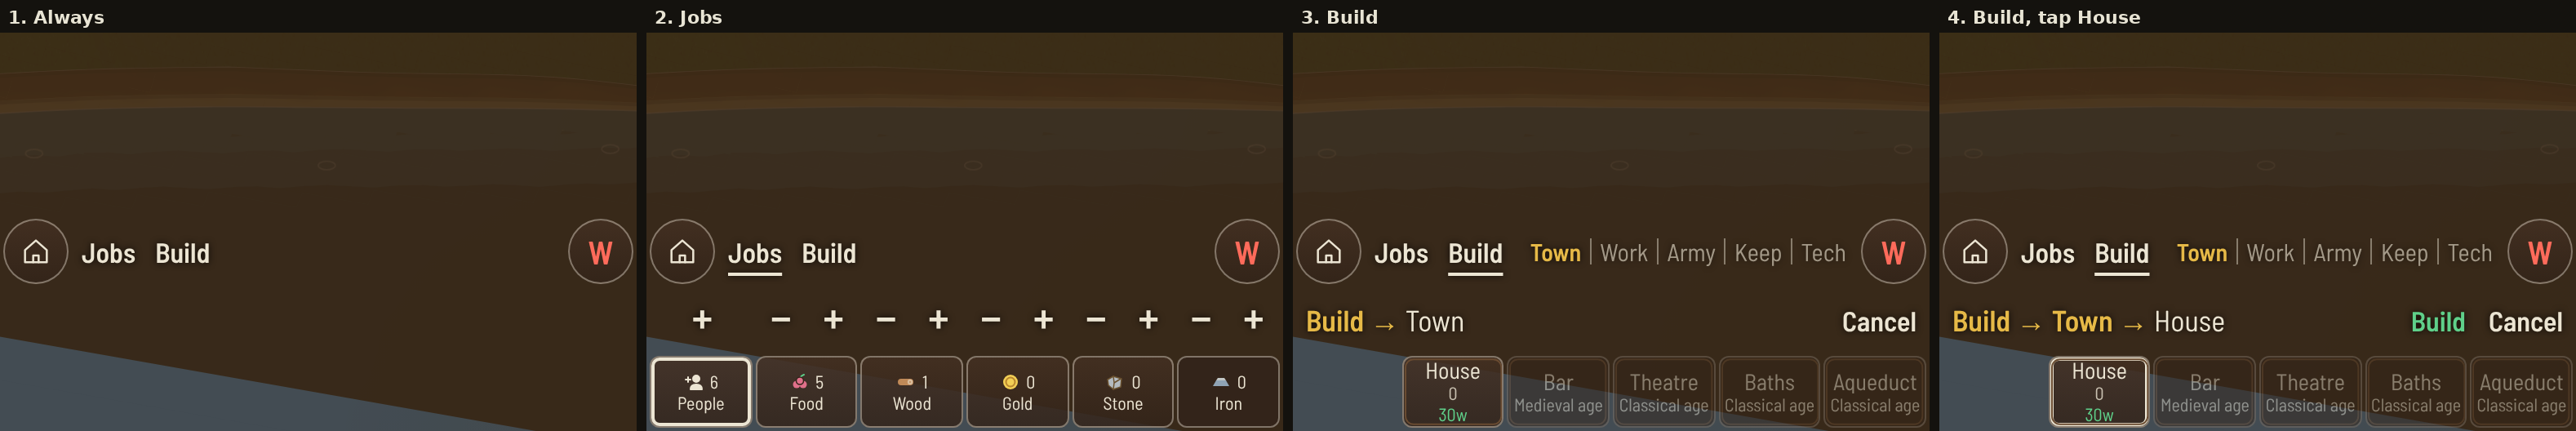 1. Always
Jobs Build W
2. Jobs
Jobs Build W
+ − + − + − + − + − +
6 5 1 0 0 0
People Food Wood Gold Stone Iron
3. Build
Jobs Build Town | Work | Army | Keep | Tech W
Build → Town Cancel
House Bar Theatre Baths Aqueduct
0 Medieval age Classical age Classical age Classical age
30w
4. Build, tap House
Jobs Build Town | Work | Army | Keep | Tech W
Build → Town → House Build Cancel
House Bar Theatre Baths Aqueduct
0 Medieval age Classical age Classical age Classical age
30w